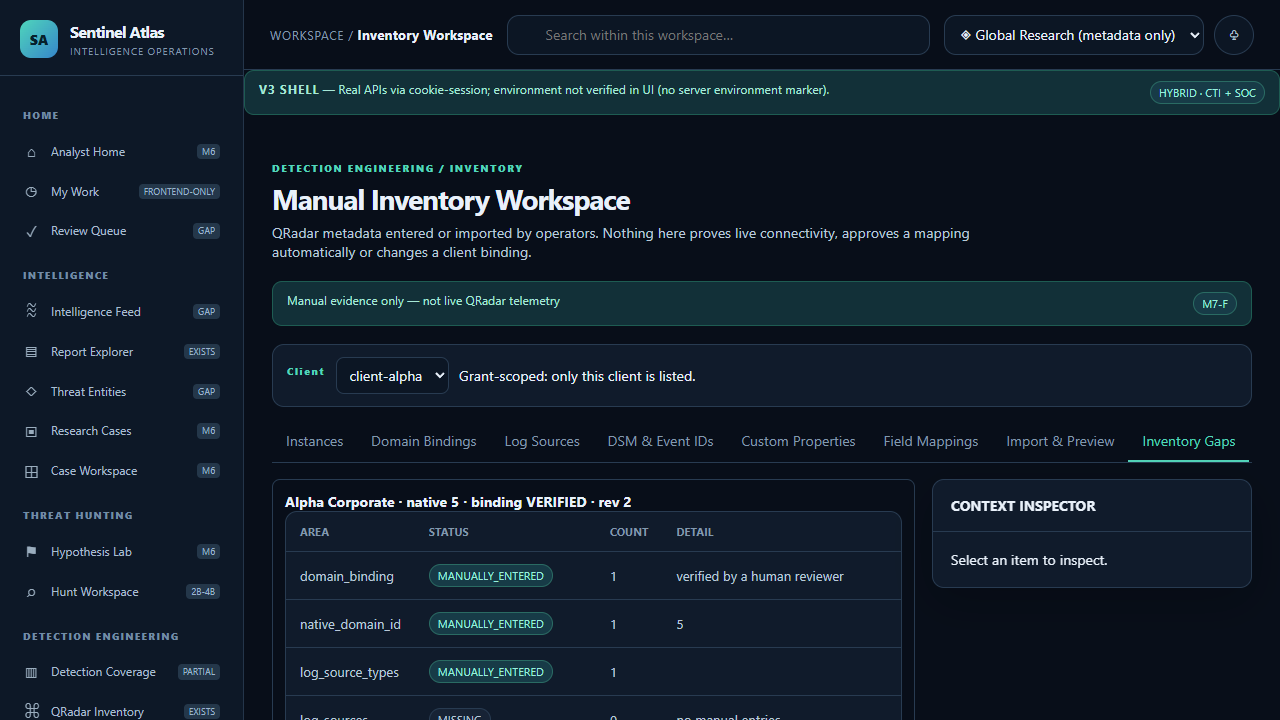 SA
Sentinel Atlas
INTELLIGENCE OPERATIONS
WORKSPACE / Inventory Workspace
Search within this workspace...
◈ Global Research (metadata only)
V3 SHELL — Real APIs via cookie-session; environment not verified in UI (no server environment marker).
HYBRID · CTI + SOC
HOME
Analyst Home M6
My Work FRONTEND-ONLY
Review Queue GAP
INTELLIGENCE
Intelligence Feed GAP
Report Explorer EXISTS
Threat Entities GAP
Research Cases M6
Case Workspace M6
THREAT HUNTING
Hypothesis Lab M6
Hunt Workspace 2B-4B
DETECTION ENGINEERING
Detection Coverage PARTIAL
QRadar Inventory EXISTS
DETECTION ENGINEERING / INVENTORY
Manual Inventory Workspace
QRadar metadata entered or imported by operators. Nothing here proves live connectivity, approves a mapping
automatically or changes a client binding.
Manual evidence only — not live QRadar telemetry
M7-F
Client client-alpha Grant-scoped: only this client is listed.
Instances Domain Bindings Log Sources DSM & Event IDs Custom Properties Field Mappings Import & Preview Inventory Gaps
Alpha Corporate · native 5 · binding VERIFIED · rev 2
AREA STATUS COUNT DETAIL
domain_binding MANUALLY_ENTERED 1 verified by a human reviewer
native_domain_id MANUALLY_ENTERED 1 5
log_source_types MANUALLY_ENTERED 1
log_sources MISSING 0 no manual entries
CONTEXT INSPECTOR
Select an item to inspect.